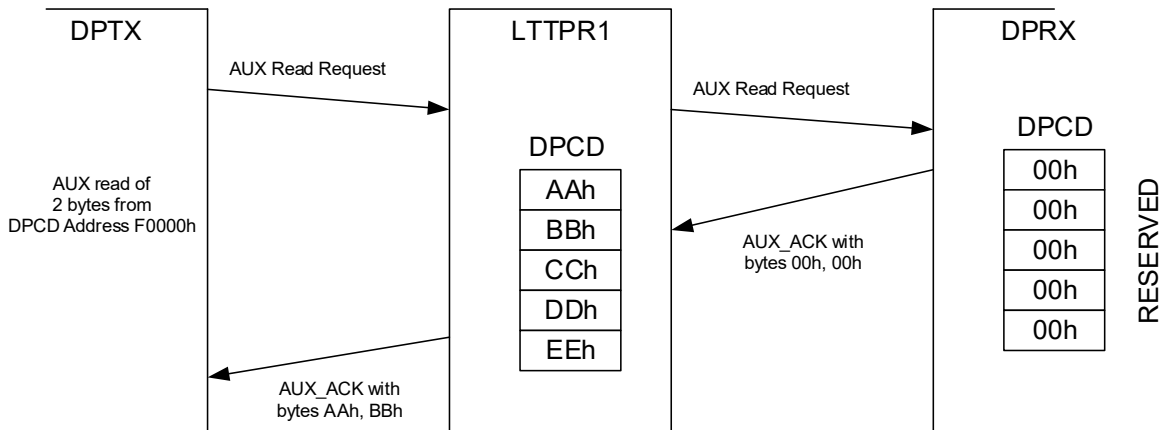 DPTX
LTTPR1
DPRX
AUX Read Request
AUX Read Request
DPCD
DPCD
AUX read of
2 bytes from
DPCD Address F0000h
AAh
BBh
CCh
DDh
EEh
00h
00h
00h
00h
00h
RESERVED
AUX_ACK with
bytes 00h, 00h
AUX_ACK with
bytes AAh, BBh